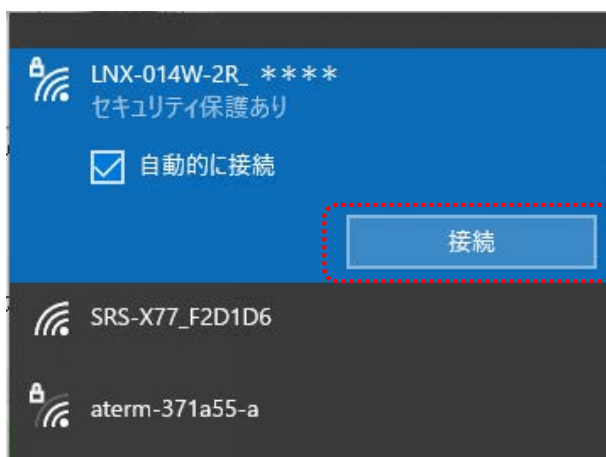 LNX-014W-2R_ ****
セキュリティ保護あり
自動的に接続
接続
SRS-X77_F2D1D6
aterm-371a55-a